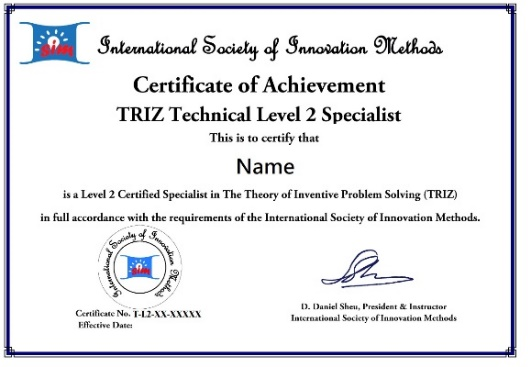 isim
International Society of Innovation Methods
Certificate of Achievement
TRIZ Technical Level 2 Specialist
This is to certify that
Name
is a Level 2 Certified Specialist in The Theory of Inventive Problem Solving (TRIZ)
in full accordance with the requirements of the International Society of Innovation Methods.
International Society of Innovation Methods
isim
Certificate No. T-L2-XX-XXXXX
Effective Date:
D. Daniel Sheu, President & Instructor
International Society of Innovation Methods